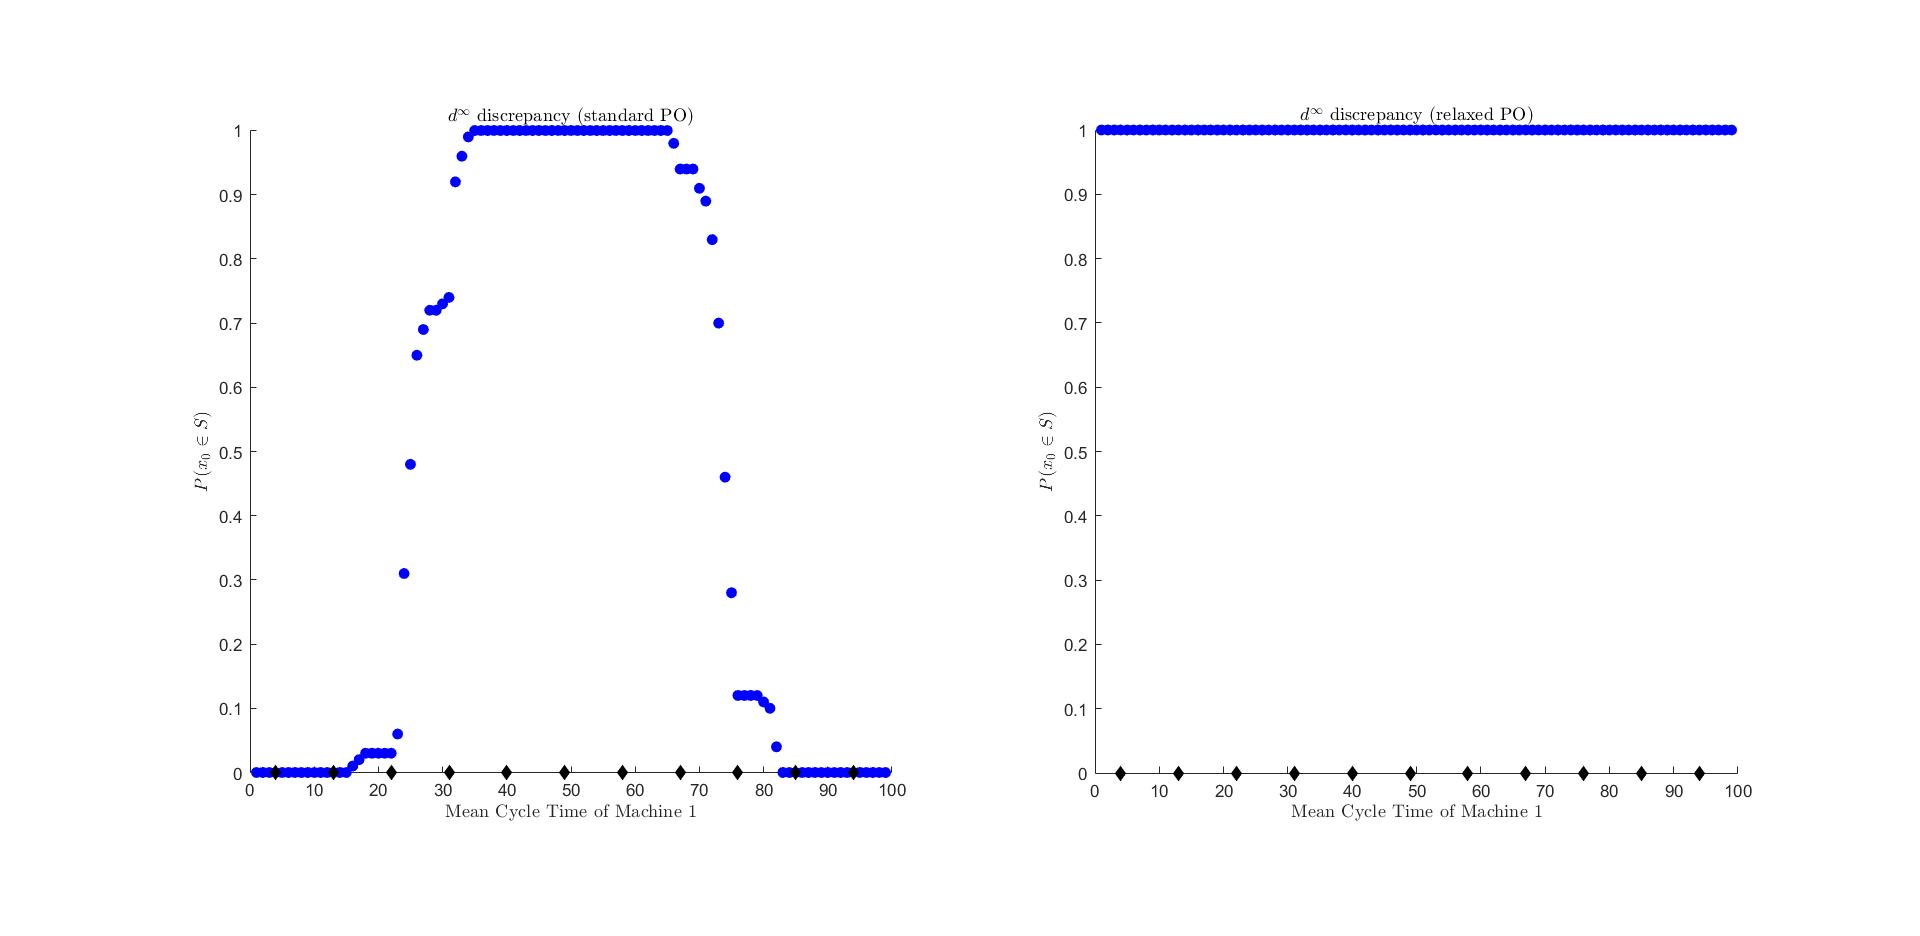 d∞ discrepancy (standard PO)
1
0.9
0.8
0.7
0.6
0.5
0.4
0.3
0.2
0.1
0
P(x₀ ∈ S)
0 10 20 30 40 50 60 70 80 90 100
Mean Cycle Time of Machine 1
d∞ discrepancy (relaxed PO)
1
0.9
0.8
0.7
0.6
0.5
0.4
0.3
0.2
0.1
0
P(x₀ ∈ S)
0 10 20 30 40 50 60 70 80 90 100
Mean Cycle Time of Machine 1